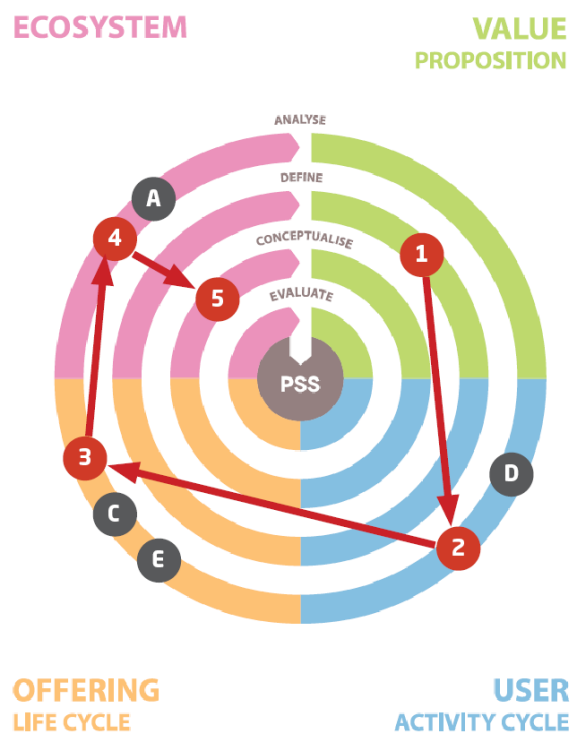 ECOSYSTEM
VALUE
PROPOSITION
ANALYSE
DEFINE
A
4
CONCEPTUALISE
1
5
EVALUATE
PSS
3
D
C
2
E
OFFERING
LIFE CYCLE
USER
ACTIVITY CYCLE